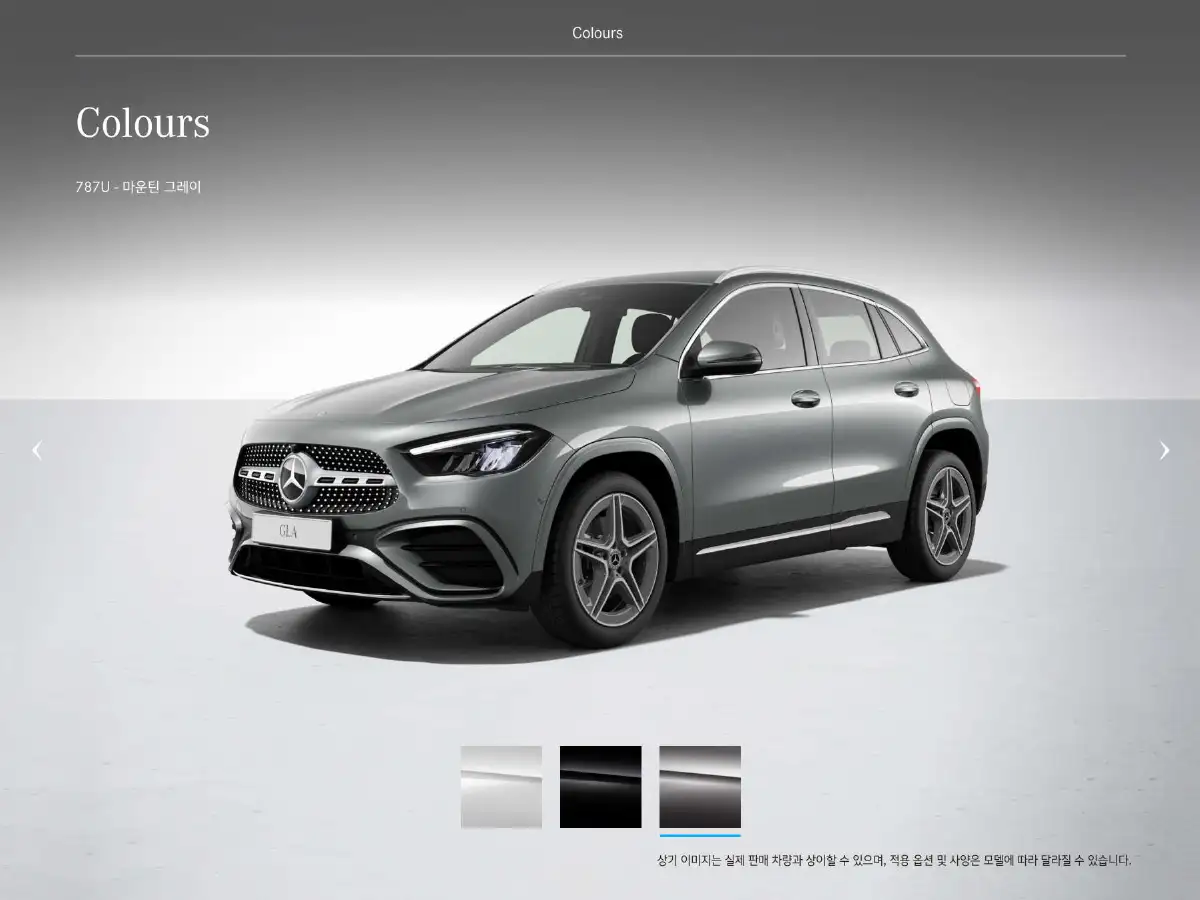 Colours
Colours
787U - 마운틴 그레이
GLA
상기 이미지는 실제 판매 차량과 상이할 수 있으며, 적용 옵션 및 사양은 모델에 따라 달라질 수 있습니다.